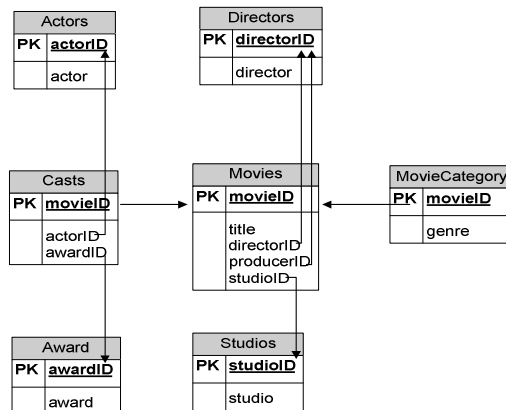 Actors
PK actorID
actor
Directors
PK directorID
director
Casts
PK movieID
actorID
awardID
Movies
PK movieID
title
directorID
producerID
studioID
MovieCategory
PK movieID
genre
Award
PK awardID
award
Studios
PK studioID
studio